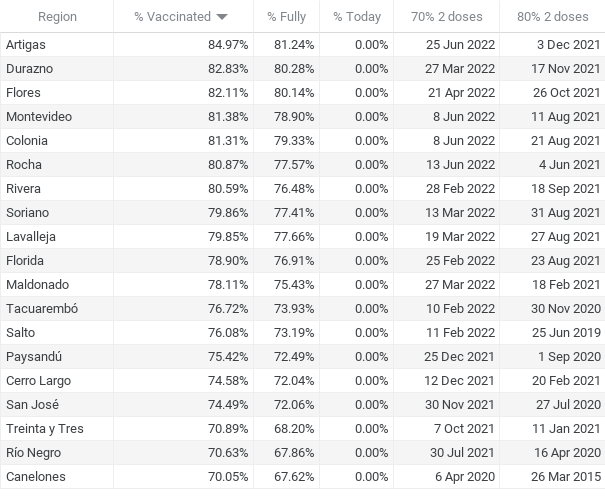 Region % Vaccinated % Fully % Today 70% 2 doses 80% 2 doses
Artigas 84.97% 81.24% 0.00% 25 Jun 2022 3 Dec 2021
Durazno 82.83% 80.28% 0.00% 27 Mar 2022 17 Nov 2021
Flores 82.11% 80.14% 0.00% 21 Apr 2022 26 Oct 2021
Montevideo 81.38% 78.90% 0.00% 8 Jun 2022 11 Aug 2021
Colonia 81.31% 79.33% 0.00% 8 Jun 2022 21 Aug 2021
Rocha 80.87% 77.57% 0.00% 13 Jun 2022 4 Jun 2021
Rivera 80.59% 76.48% 0.00% 28 Feb 2022 18 Sep 2021
Soriano 79.86% 77.41% 0.00% 13 Mar 2022 31 Aug 2021
Lavalleja 79.85% 77.66% 0.00% 19 Mar 2022 27 Aug 2021
Florida 78.90% 76.91% 0.00% 25 Feb 2022 23 Aug 2021
Maldonado 78.11% 75.43% 0.00% 27 Mar 2022 18 Feb 2021
Tacuarembó 76.72% 73.93% 0.00% 10 Feb 2022 30 Nov 2020
Salto 76.08% 73.19% 0.00% 11 Feb 2022 25 Jun 2019
Paysandú 75.42% 72.49% 0.00% 25 Dec 2021 1 Sep 2020
Cerro Largo 74.58% 72.04% 0.00% 12 Dec 2021 20 Feb 2021
San José 74.49% 72.06% 0.00% 30 Nov 2021 27 Jul 2020
Treinta y Tres 70.89% 68.20% 0.00% 7 Oct 2021 11 Jan 2021
Río Negro 70.63% 67.86% 0.00% 30 Jul 2021 16 Apr 2020
Canelones 70.05% 67.62% 0.00% 6 Apr 2020 26 Mar 2015